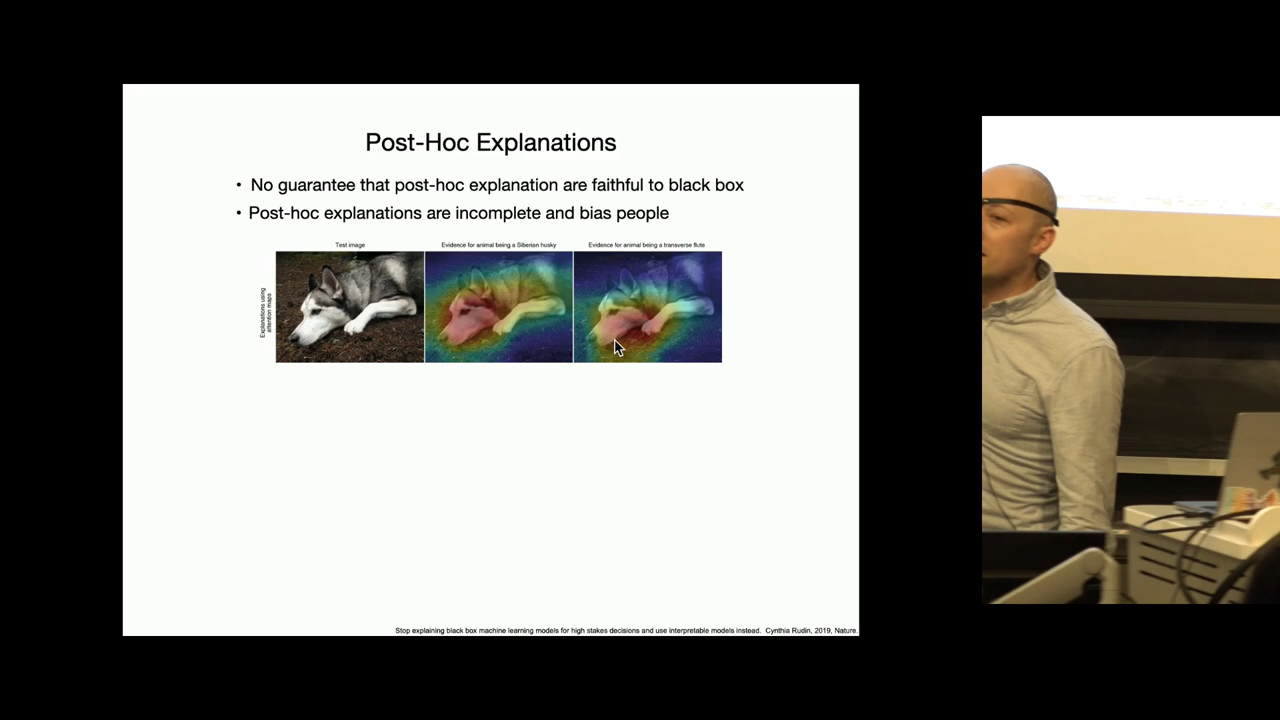 Post-Hoc Explanations
• No guarantee that post-hoc explanation are faithful to black box
• Post-hoc explanations are incomplete and bias people
Test image
Evidence for animal being a Siberian husky
Evidence for animal being a transverse flute
Explanations using
attention maps
Stop explaining black box machine learning models for high stakes decisions and use interpretable models instead. Cynthia Rudin, 2019, Nature.